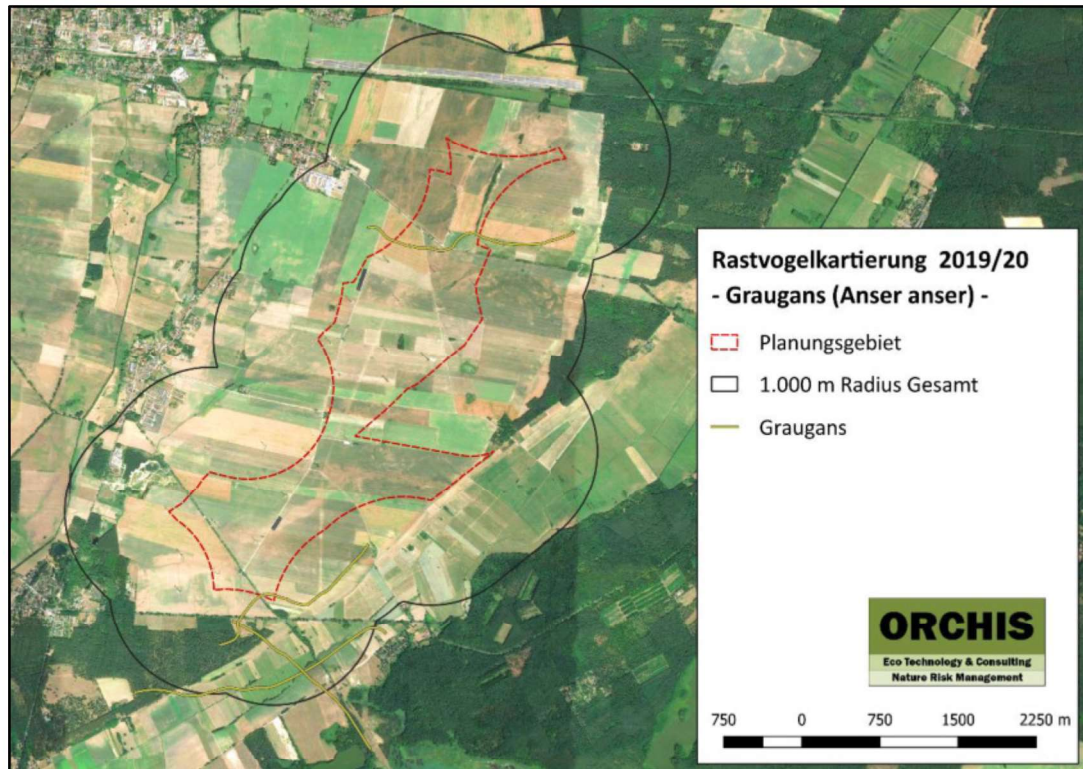 Rastvogelkartierung 2019/20
- Graugans (Anser anser) -
Planungsgebiet
1.000 m Radius Gesamt
Graugans
ORCHIS
Eco Technology & Consulting
Nature Risk Management
750 0 750 1500 2250 m